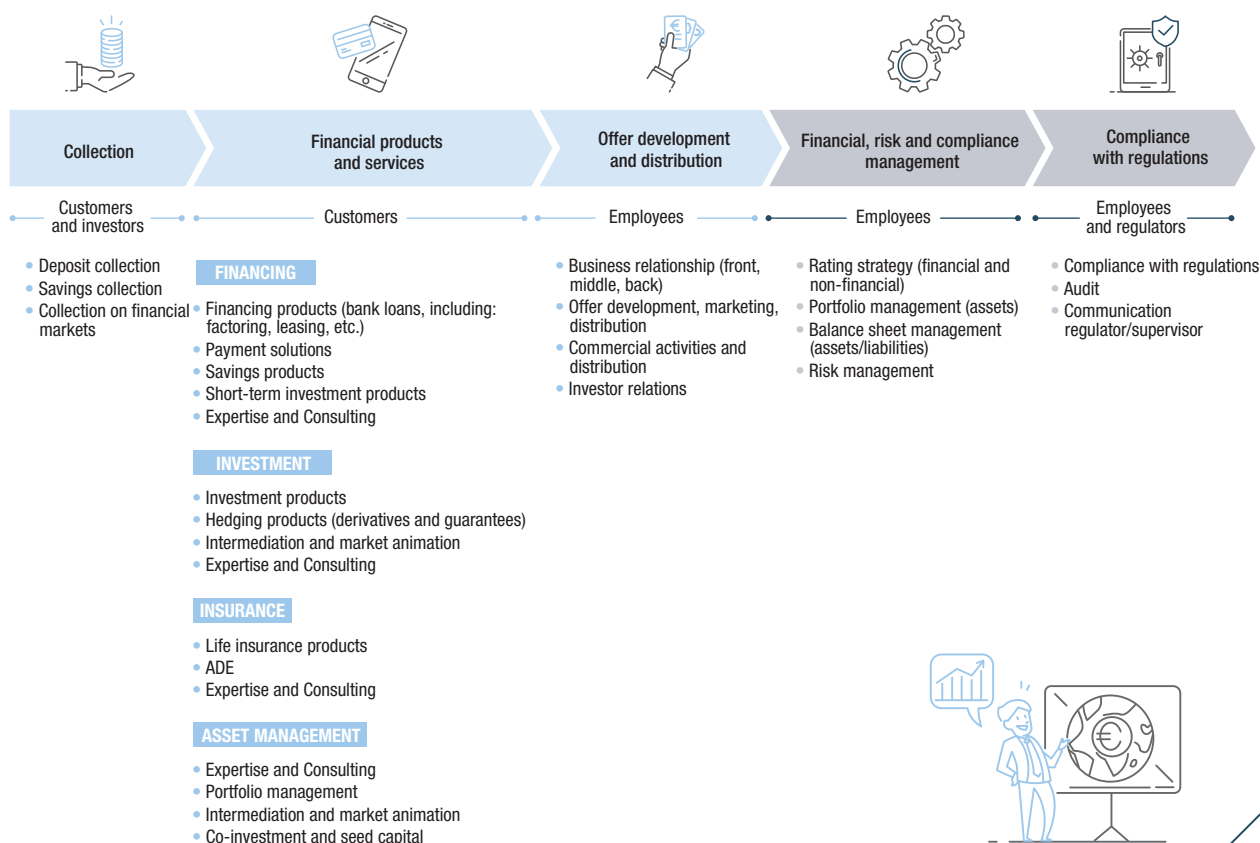 Collection
Financial products
and services
Offer development
and distribution
Financial, risk and compliance
management
Compliance
with regulations
Customers
and investors
Customers
Employees
Employees
Employees
and regulators
• Deposit collection
• Savings collection
• Collection on financial
markets
FINANCING
• Financing products (bank loans, including:
factoring, leasing, etc.)
• Payment solutions
• Savings products
• Short-term investment products
• Expertise and Consulting
INVESTMENT
• Investment products
• Hedging products (derivatives and guarantees)
• Intermediation and market animation
• Expertise and Consulting
INSURANCE
• Life insurance products
• ADE
• Expertise and Consulting
ASSET MANAGEMENT
• Expertise and Consulting
• Portfolio management
• Intermediation and market animation
• Co-investment and seed capital
• Business relationship (front,
middle, back)
• Offer development, marketing,
distribution
• Commercial activities and
distribution
• Investor relations
• Rating strategy (financial and
non-financial)
• Portfolio management (assets)
• Balance sheet management
(assets/liabilities)
• Risk management
• Compliance with regulations
• Audit
• Communication
regulator/supervisor